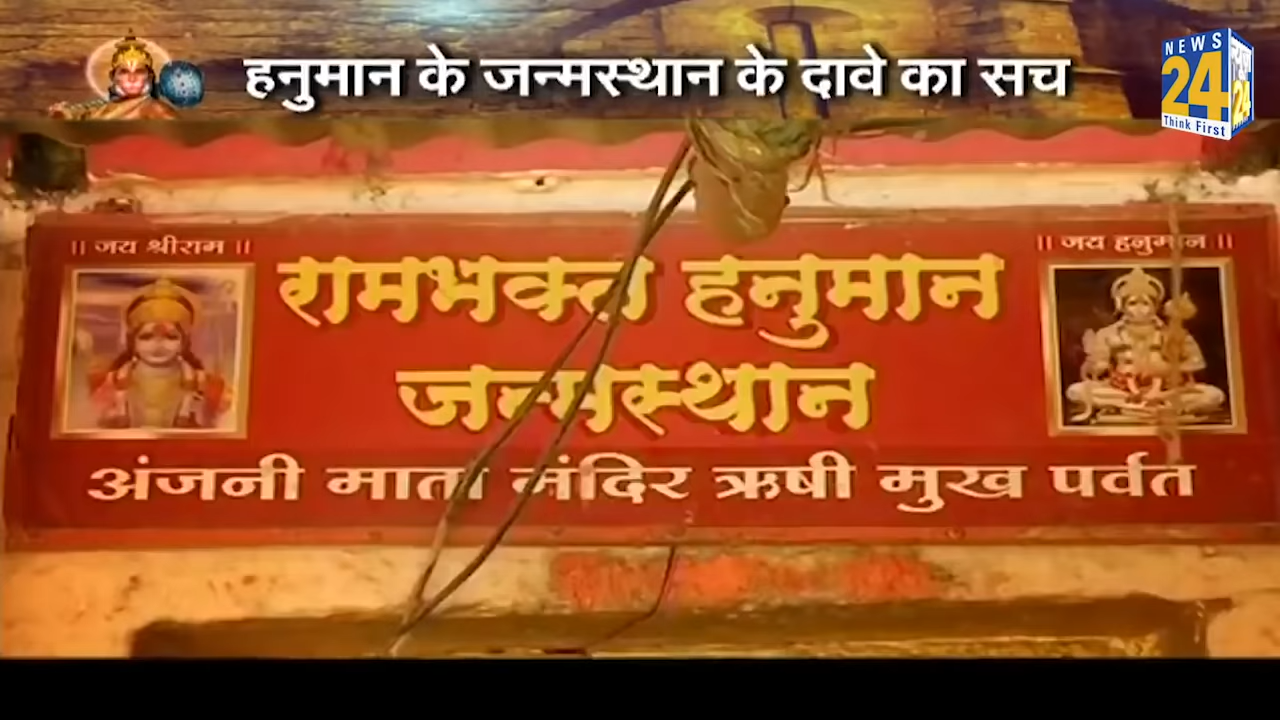 हनुमान के जन्मस्थान के दावे का सच
NEWS
24
Think First
|| जय श्रीराम ||
|| जय हनुमान ||
रामभक्त हनुमान
जन्मस्थान
अंजनी माता मंदिर ऋषी मुख पर्वत